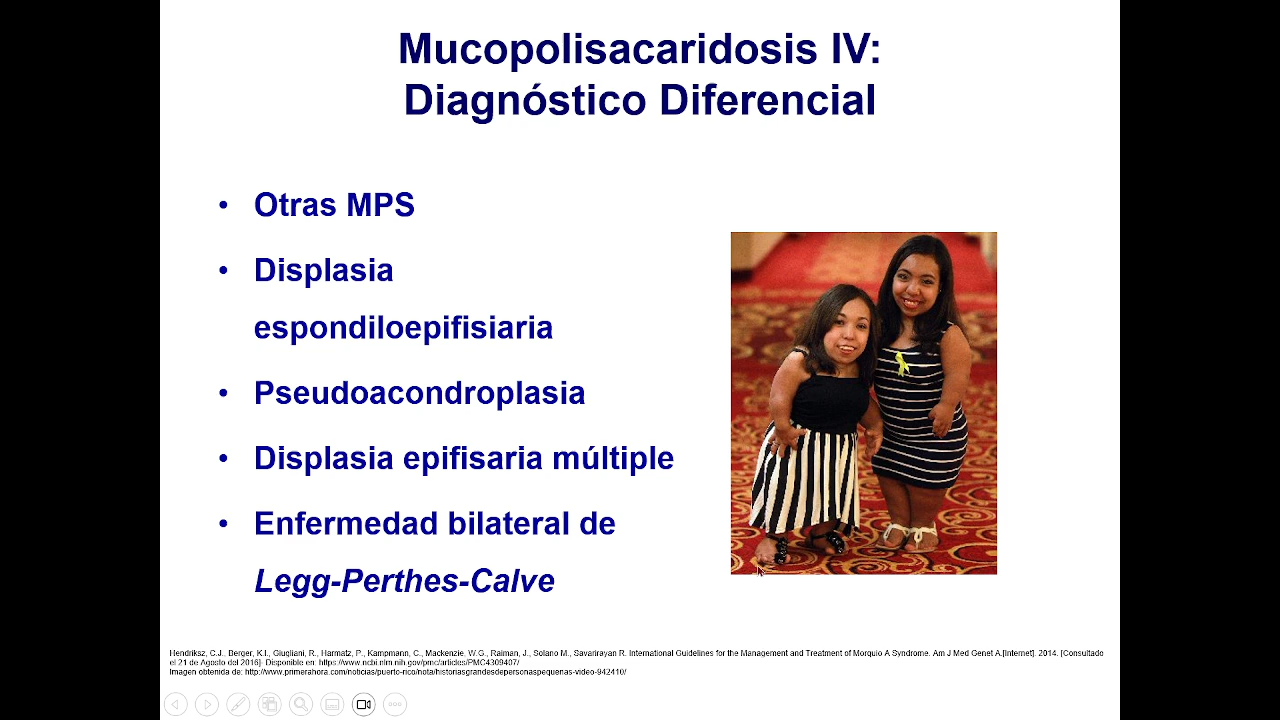 Mucopolisacaridosis IV:
Diagnóstico Diferencial
• Otras MPS
• Displasia
espondiloepifisiaria
• Pseudoacondroplasia
• Displasia epifisaria múltiple
• Enfermedad bilateral de
Legg-Perthes-Calve
Hendriksz, C.J., Berger, K.I., Giugliani, R., Harmatz, P., Kampmann, C., Mackenzie, W.G., Raiman, J., Solano M., Savarirayan R. International Guidelines for the Management and Treatment of Morquio A Syndrome. Am J Med Genet A.[Internet]. 2014. [Consultado
el 21 de Agosto del 2016]- Disponible en: https://www.ncbi.nlm.nih.gov/pmc/articles/PMC4309407/
Imagen obtenida de: http://www.primerahora.com/noticias/puerto-rico/nota/historiasgrandesdepersonaspequenas-video-942410/